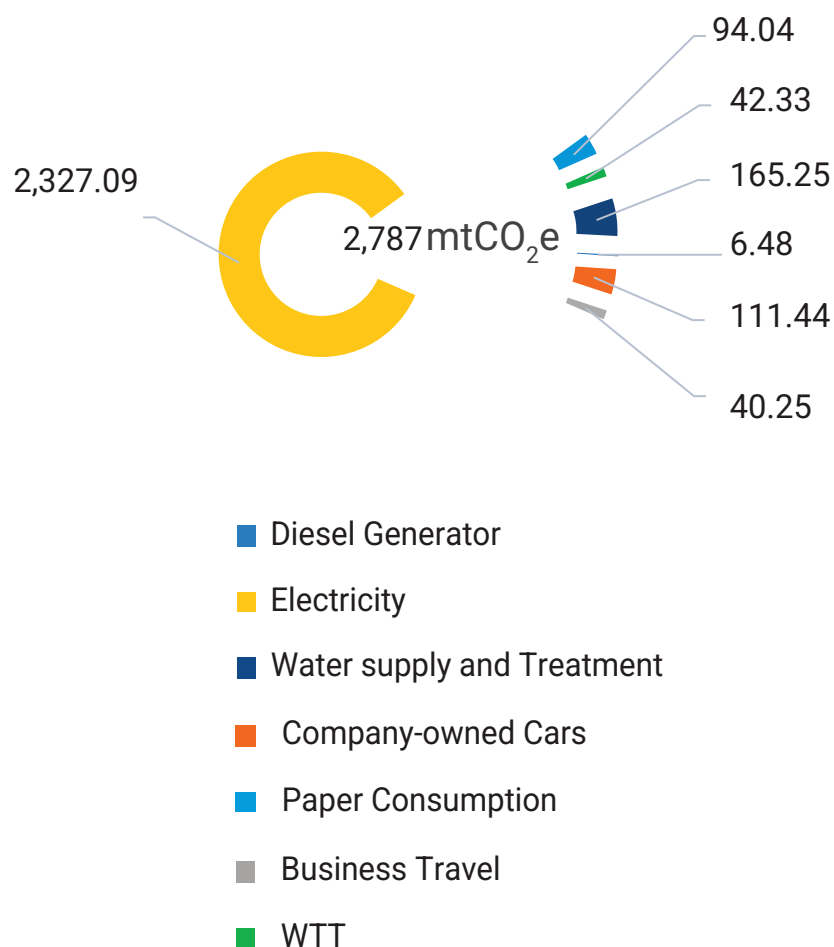 94.04
42.33
165.25
6.48
111.44
40.25
2,327.09
2,787 mtCO₂e
Diesel Generator
Electricity
Water supply and Treatment
Company-owned Cars
Paper Consumption
Business Travel
WTT